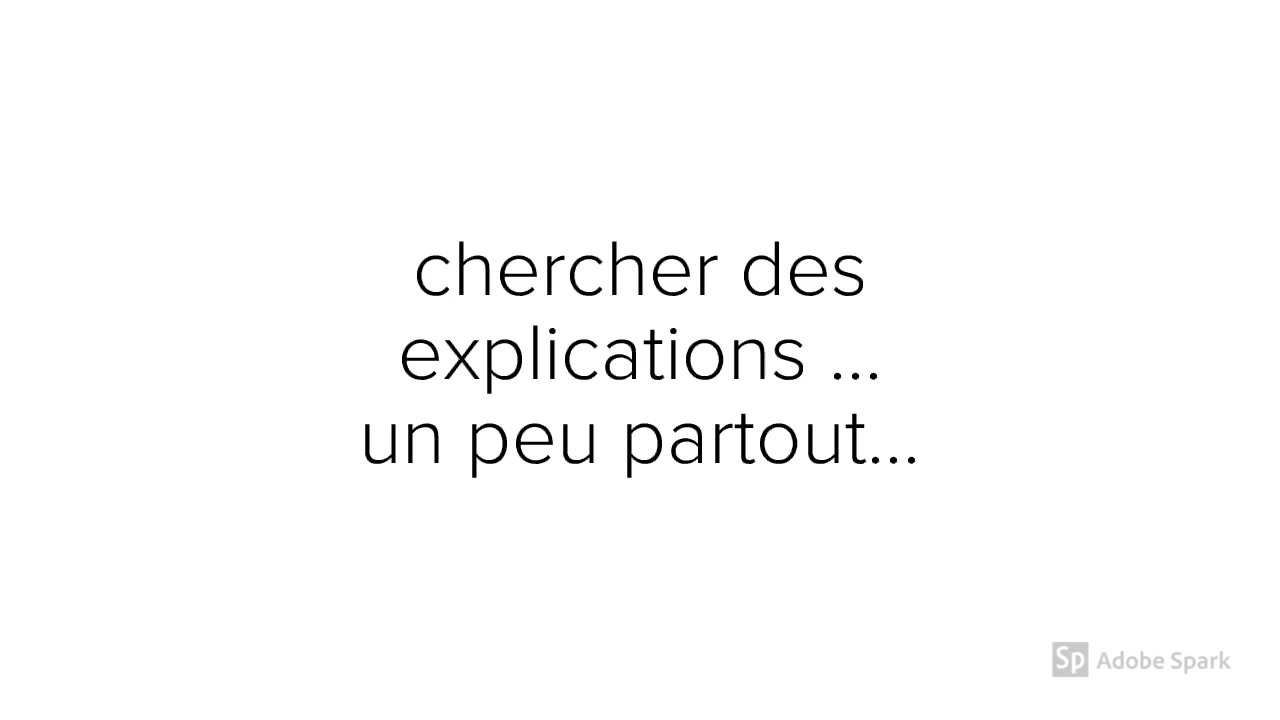 chercher des
explications ...
un peu partout...
Sp Adobe Spark